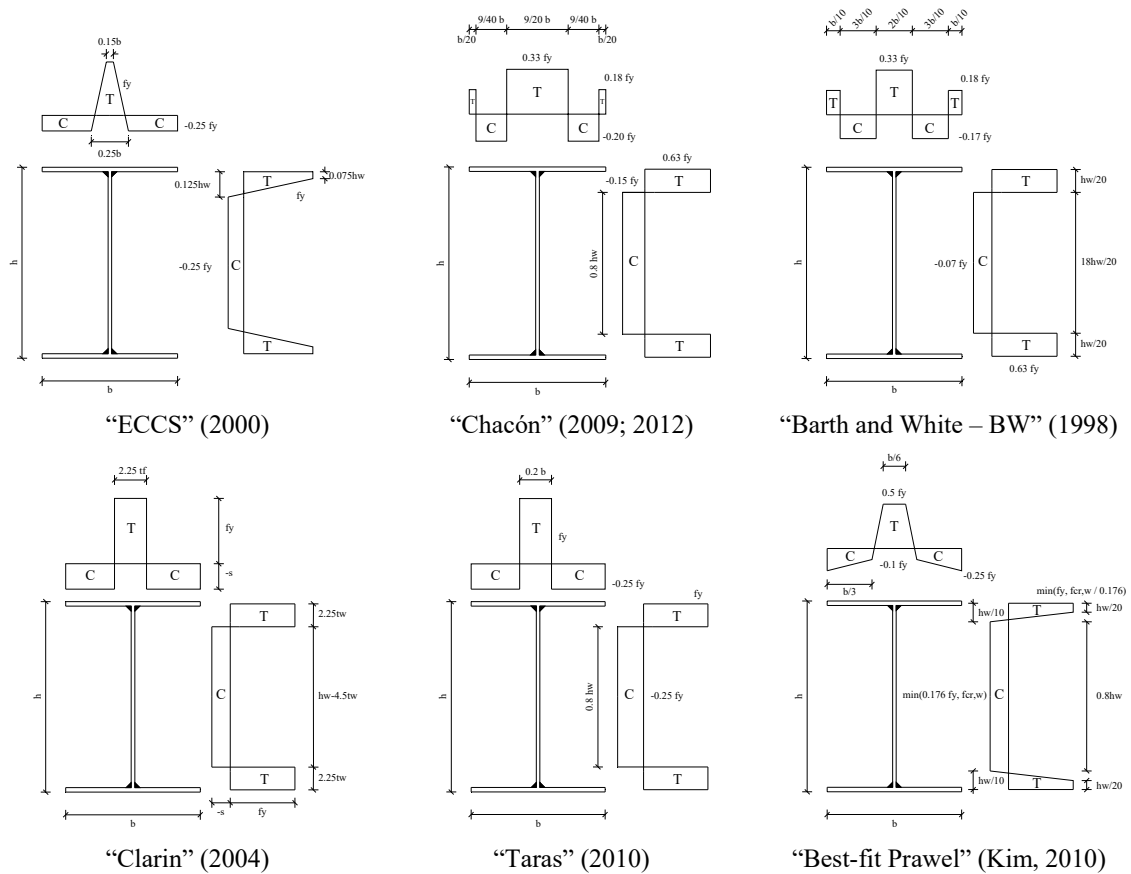 0.15b
fy
T
C
C
-0.25 fy
0.25b
0.125hw
T
0.075hw
fy
h
-0.25 fy
C
T
b
“ECCS” (2000)
9/40 b
9/20 b
9/40 b
b/20
b/20
0.33 fy
0.18 fy
T
T
T
C
C
-0.20 fy
0.63 fy
-0.15 fy
T
h
0.8 hw
C
T
b
“Chacón” (2009; 2012)
b/10
3b/10
2b/10
3b/10
b/10
0.33 fy
0.18 fy
T
T
T
C
C
-0.17 fy
T
hw/20
h
-0.07 fy
C
18hw/20
T
hw/20
0.63 fy
b
“Barth and White – BW” (1998)
2.25 tf
T
fy
C
C
-s
T
2.25tw
h
C
hw-4.5tw
T
2.25tw
-s
fy
b
“Clarin” (2004)
0.2 b
T
fy
C
C
-0.25 fy
fy
T
h
0.8 hw
C
-0.25 fy
T
b
“Taras” (2010)
b/6
0.5 fy
T
C
C
-0.1 fy
-0.25 fy
b/3
min(fy, fcr,w / 0.176)
hw/10
T
hw/20
h
min(0.176 fy, fcr,w)
C
0.8hw
hw/10
T
hw/20
b
“Best-fit Prawel” (Kim, 2010)